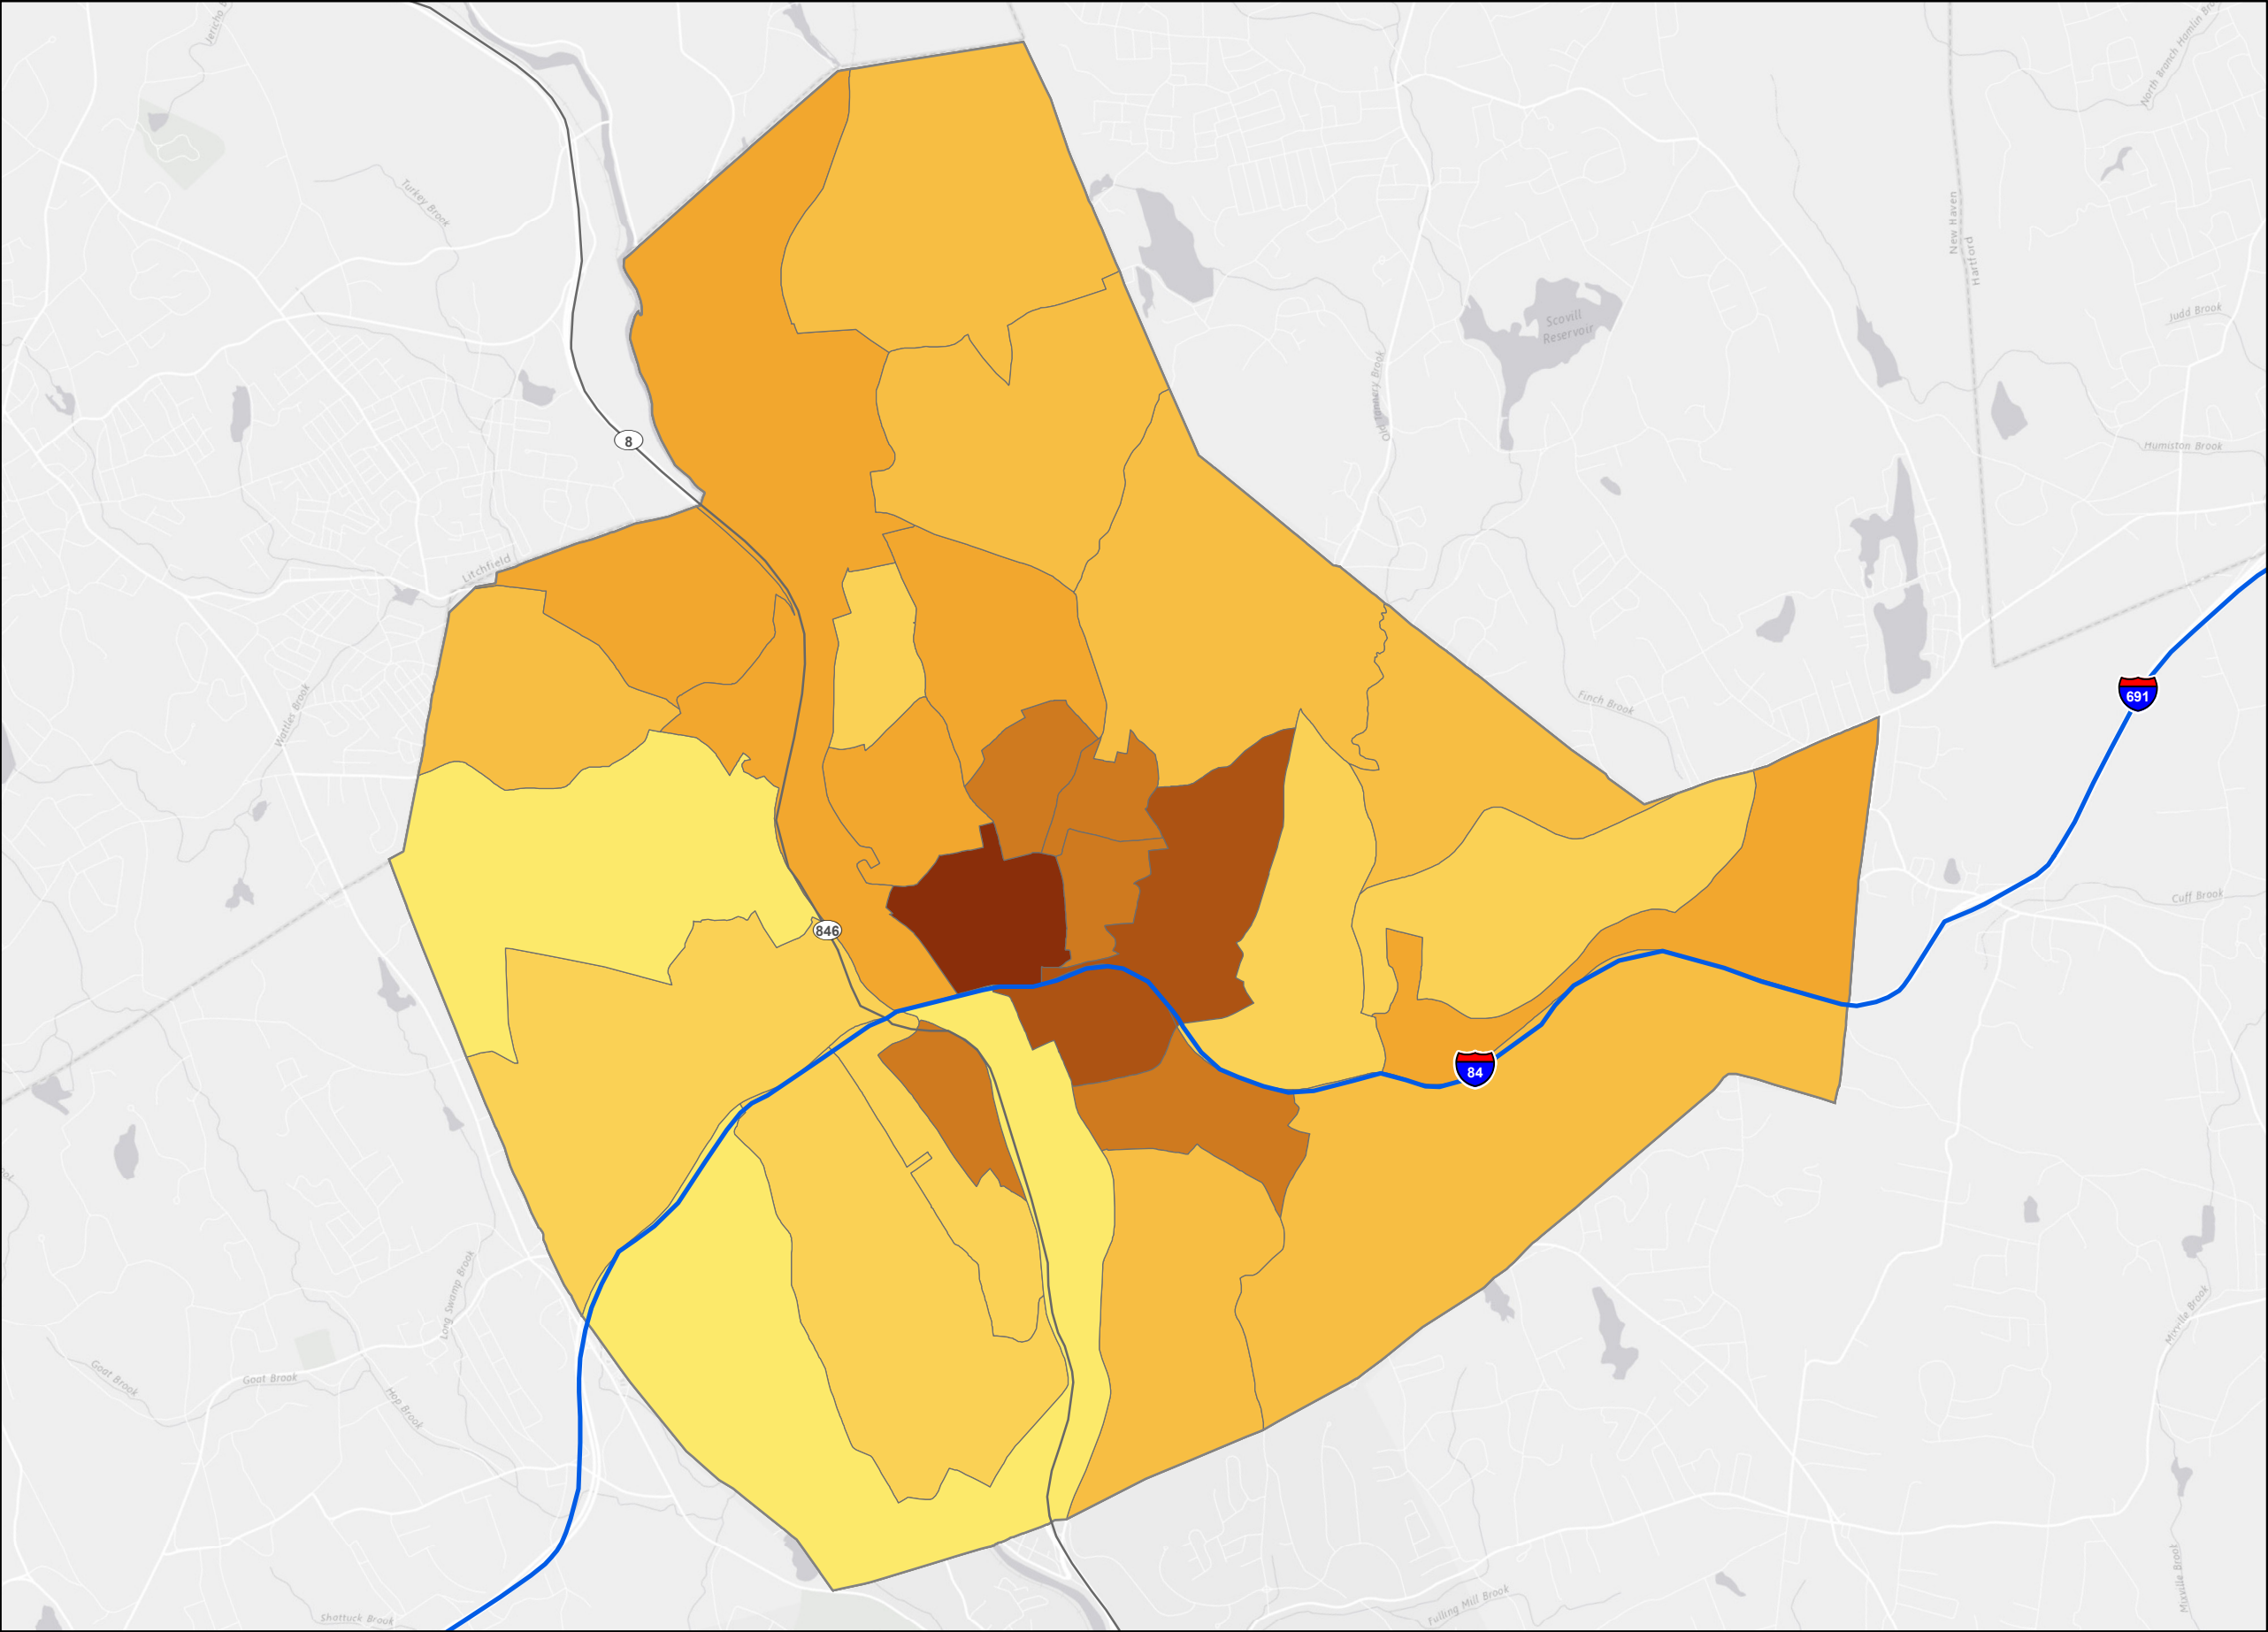 Jericho
North Branch Hamlin
Turkey Brook
New Haven
Hartford
Scovill
Reservoir
Judd Brook
Old Tannery Brook
8
Humiston Brook
Litchfield
Finch Brook
691
Wattles Brook
Cuff Brook
846
84
Long Swamp Brook
Mixville Brook
Goat Brook
Goat Brook
Hop Brook
Mixville Brook
Fulling Mill Brook
Shattuck Brook